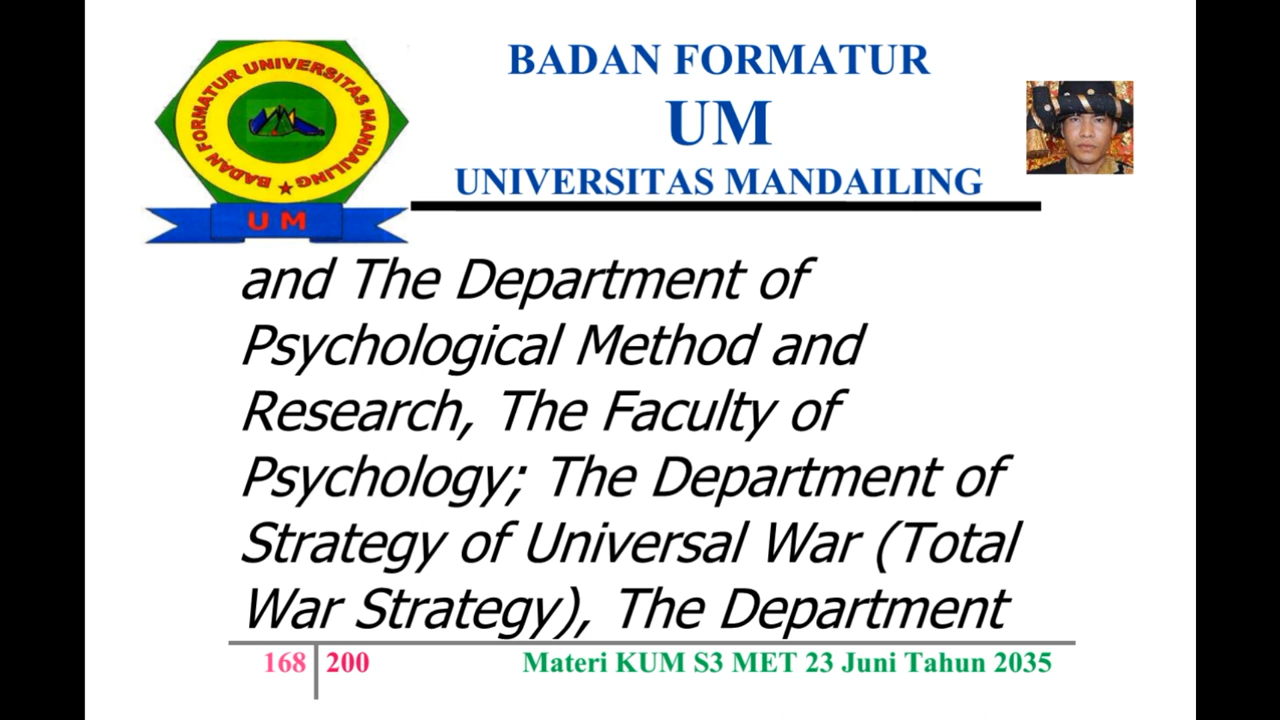 BADAN FORMATUR
UM
UNIVERSITAS MANDAILING
BADAN FORMATUR UNIVERSITAS MANDAILING
UM
and The Department of
Psychological Method and
Research, The Faculty of
Psychology; The Department of
Strategy of Universal War (Total
War Strategy), The Department
168 200 Materi KUM S3 MET 23 Juni Tahun 2035